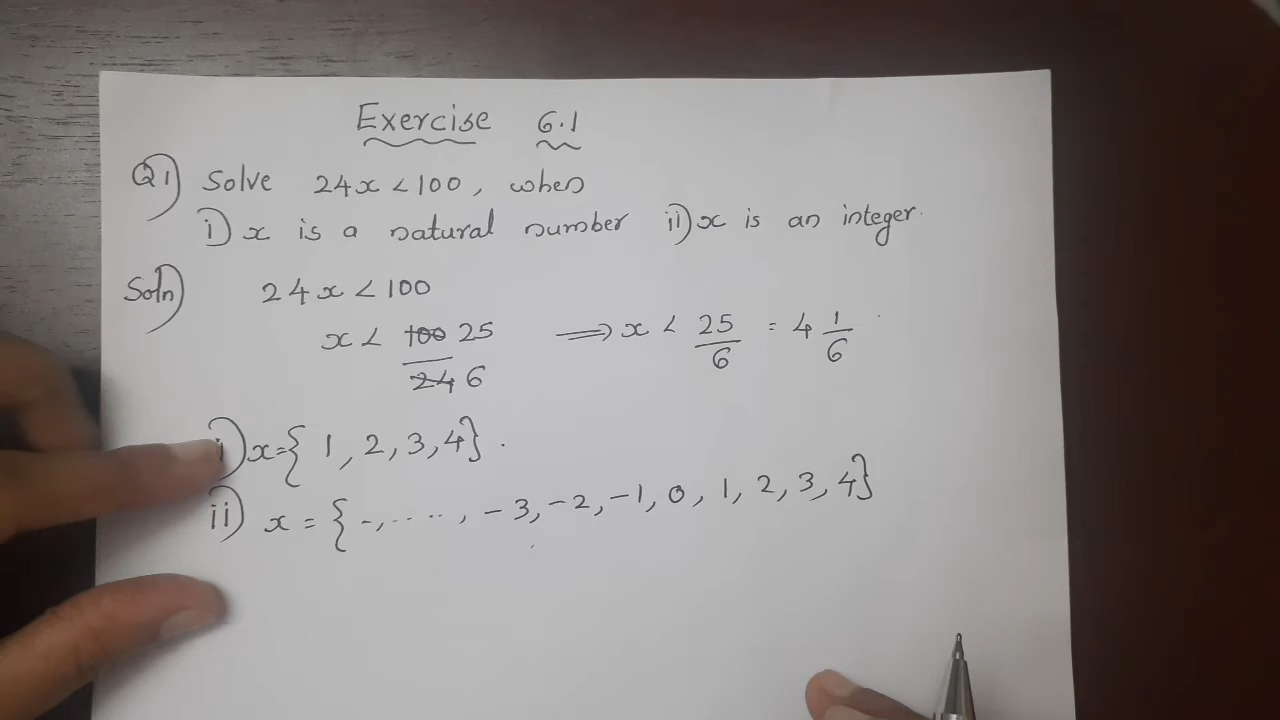 Exercise 6.1
Q1) Solve 24x < 100, when
i) x is a natural number ii) x is an integer.
Soln) 24x < 100
x < 100/24 25/6 ⟹ x < 25/6 = 4 1/6
i) x = { 1, 2, 3, 4 }.
ii) x = { -, ...., -3, -2, -1, 0, 1, 2, 3, 4 }